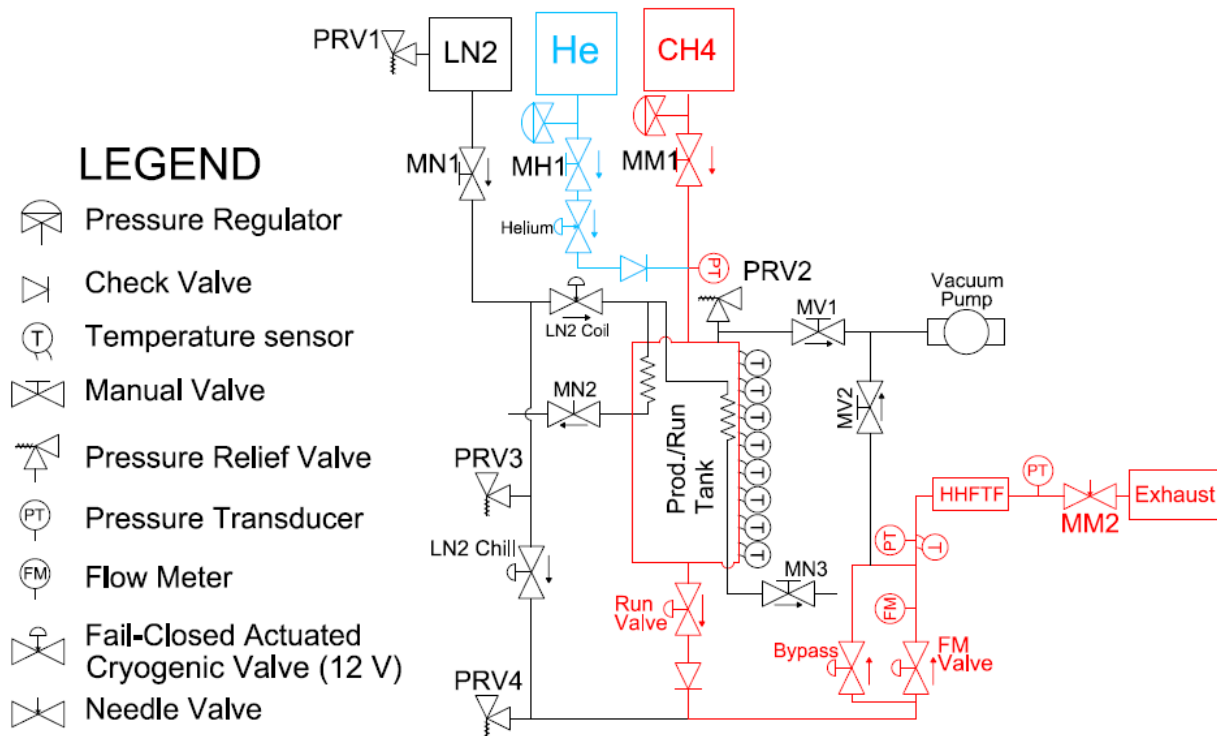 PRV1
LN2
He
CH4
LEGEND
Pressure Regulator
Check Valve
T
Temperature sensor
Manual Valve
Pressure Relief Valve
PT
Pressure Transducer
FM
Flow Meter
Fail-Closed Actuated
Cryogenic Valve (12 V)
Needle Valve
MN1
MH1
MM1
Helium
PT
PRV2
LN2 Coil
MV1
Vacuum
Pump
MN2
MV2
Prod./Run
Tank
T
T
T
T
T
T
T
T
PRV3
LN2 Chill
MN3
HHFTF
PT
MM2
Exhaust
PT
T
Run
Valve
FM
Bypass
FM
Valve
PRV4